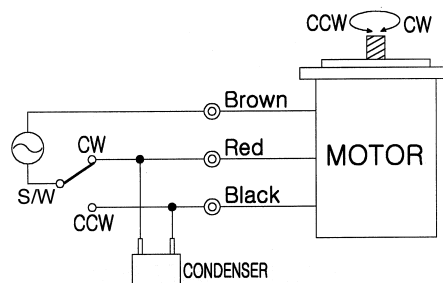 CCW CW
Brown
CW
Red
MOTOR
S/W
Black
CCW
CONDENSER